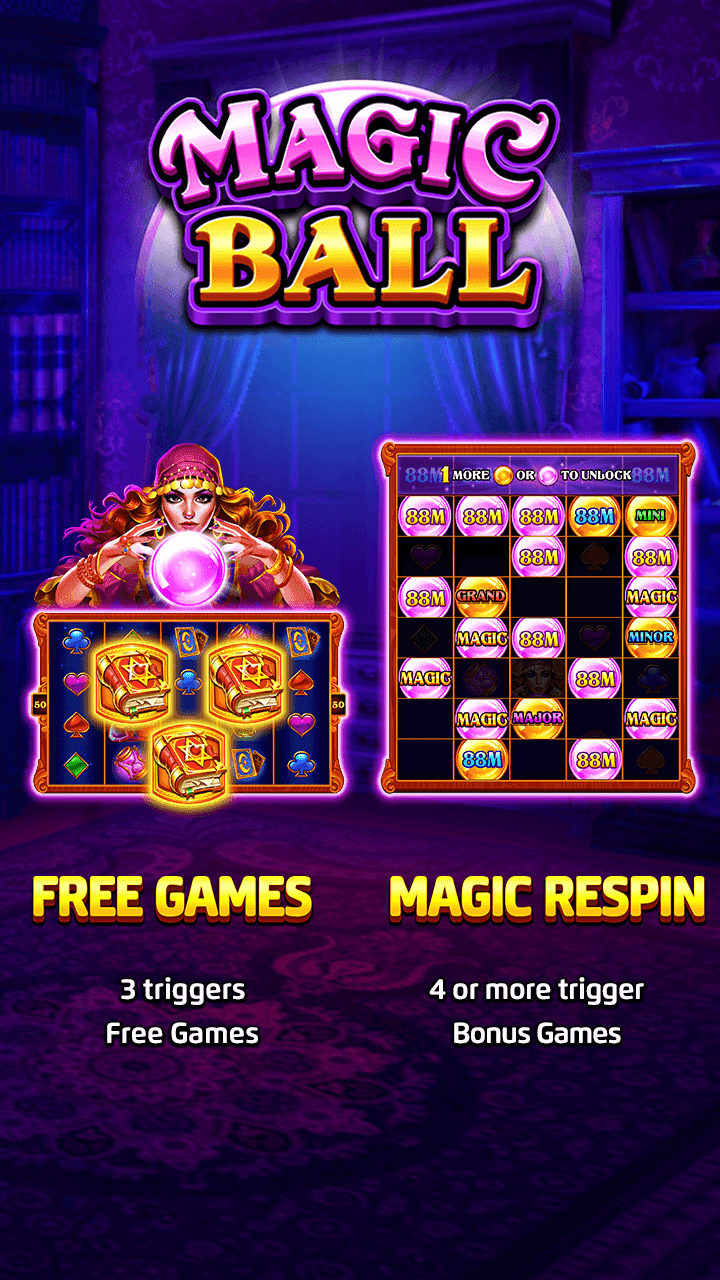 MAGIC
BALL
88M 1 MORE OR TO UNLOCK 88M
88M 88M 88M 88M MINI
88M 88M
88M GRAND MAGIC
MAGIC 88M MINOR
MAGIC 88M
MAGIC MAJOR MAGIC
88M 88M
50 50
FREE GAMES
MAGIC RESPIN
3 triggers
Free Games
4 or more trigger
Bonus Games